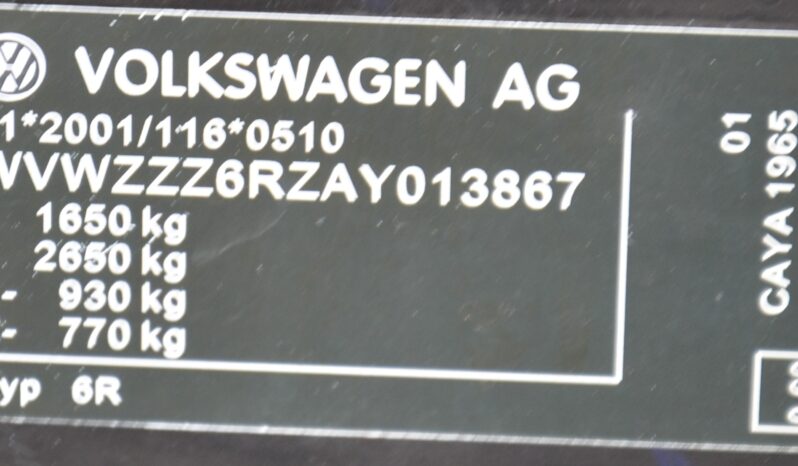 VOLKSWAGEN AG
1*2001/116*0510
WVWZZZ6RZAY013867
1650 kg
2650 kg
- 930 kg
- 770 kg
yp 6R
01
CAYA 1965